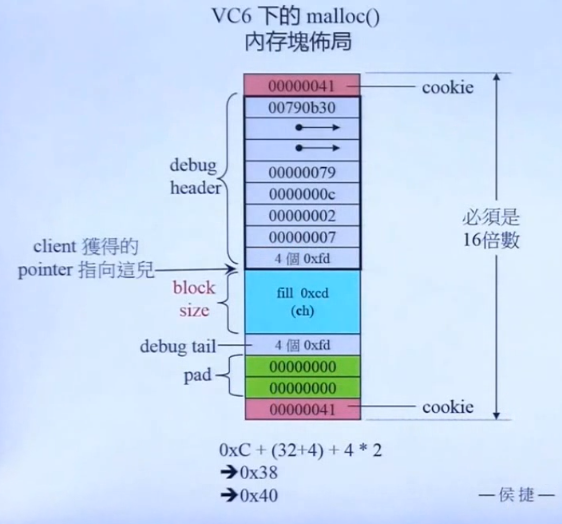 VC6 下的 malloc()
內存塊佈局
00000041
cookie
00790b30
debug
header
00000079
0000000c
00000002
00000007
4 個 0xfd
client 獲得的
pointer 指向這兒
block
size
fill 0xcd
(ch)
debug tail
4 個 0xfd
pad
00000000
00000000
00000041
cookie
必須是
16倍數
0xC + (32+4) + 4 * 2
➔0x38
➔0x40
—侯捷—